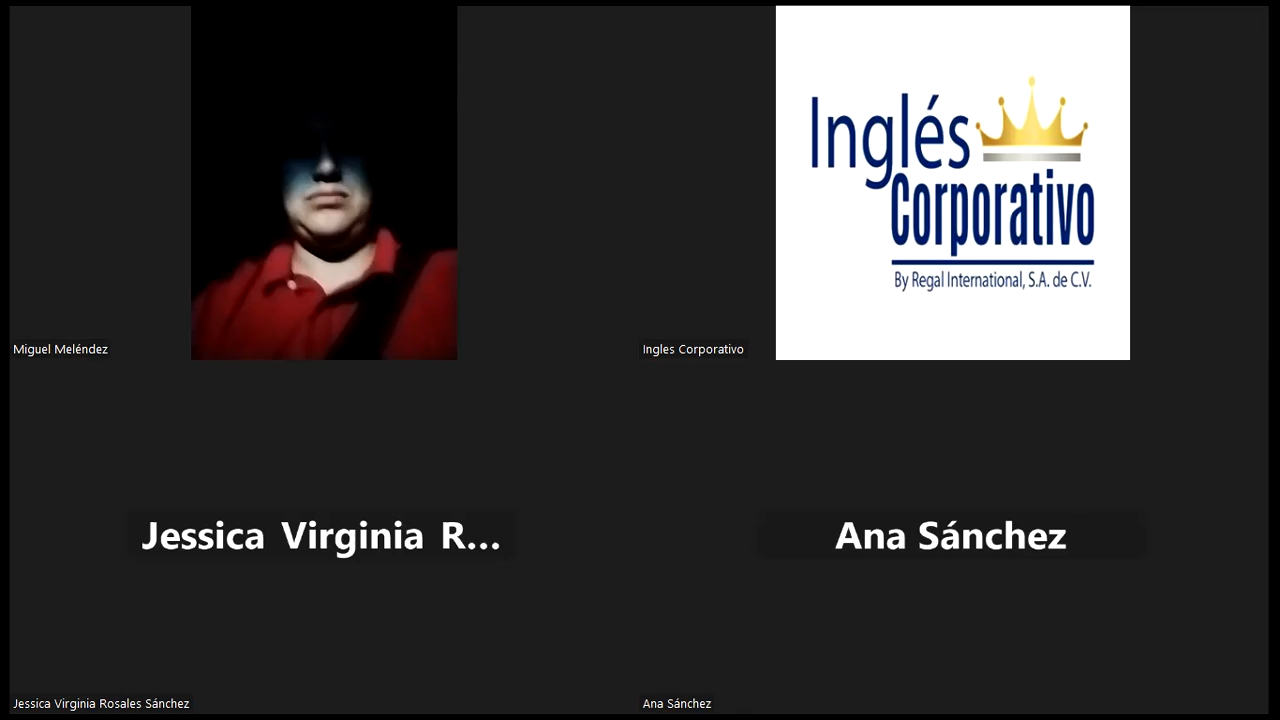 Inglés
Corporativo
By Regal International, S.A. de C.V.
Miguel Meléndez
Ingles Corporativo
Jessica Virginia R...
Ana Sánchez
Jessica Virginia Rosales Sánchez
Ana Sánchez